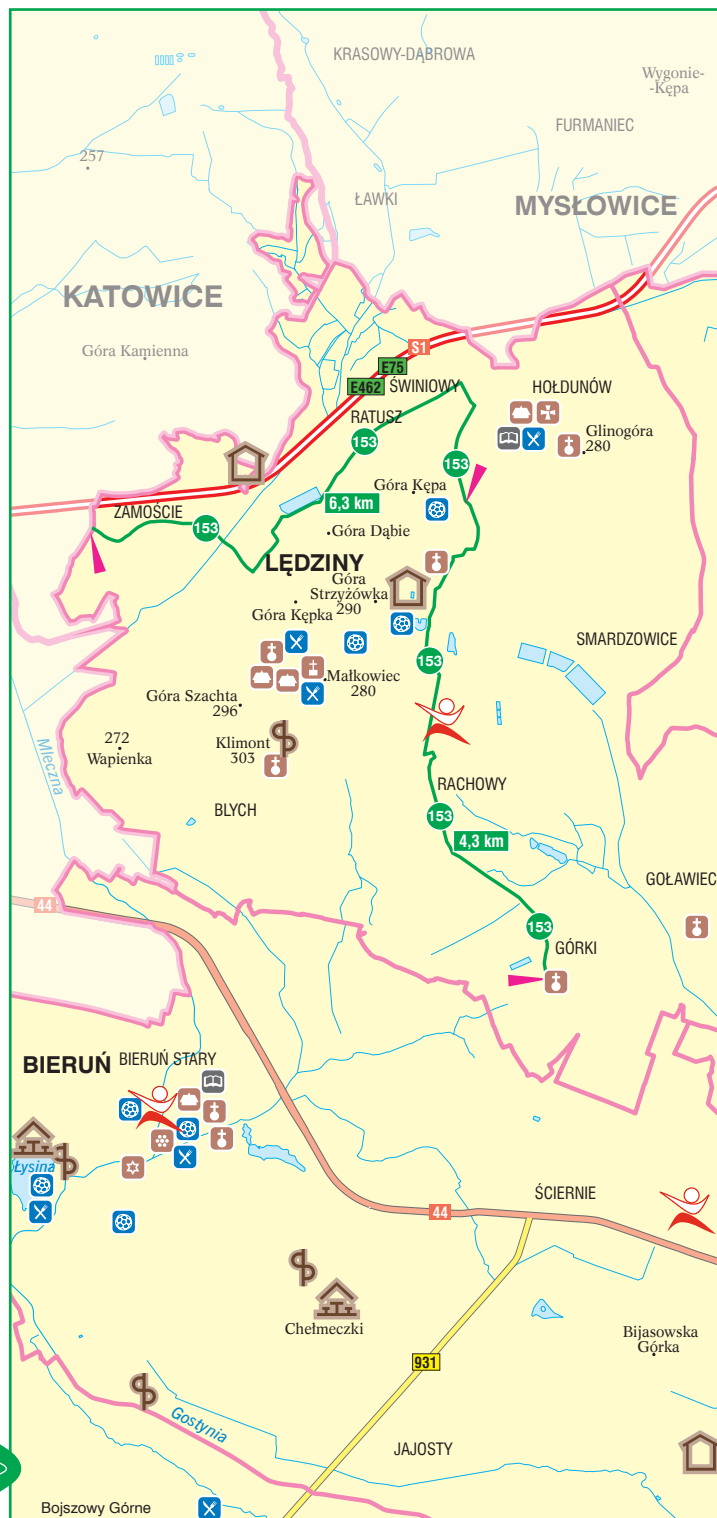 KRASOWY-DĄBROWA
Wygonie-
-Kępa
FURMANIEC
257
ŁAWKI
MYSŁOWICE
KATOWICE
Góra Kamienna
S1
E75
E462
ŚWINIOWY
HOŁDUNÓW
RATUSZ
153
Glinogóra
280
153
Góra Kępa
6,3 km
ZAMOŚCIE
153
Góra Dąbie
LĘDZINY
Góra
Strzyżówka
290
Góra Kępka
SMARDZOWICE
153
Małkowiec
280
Góra Szachta
296
272
Wapienka
Klimont
303
Mleczna
RACHOWY
BLYCH
153
4,3 km
GOŁAWIEC
44
153
GÓRKI
BIERUŃ
BIERUŃ STARY
Łysina
ŚCIERNIE
44
Chełmeczki
Bijasowska
Górka
931
Gostynia
JAJOSTY
Bojszowy Górne